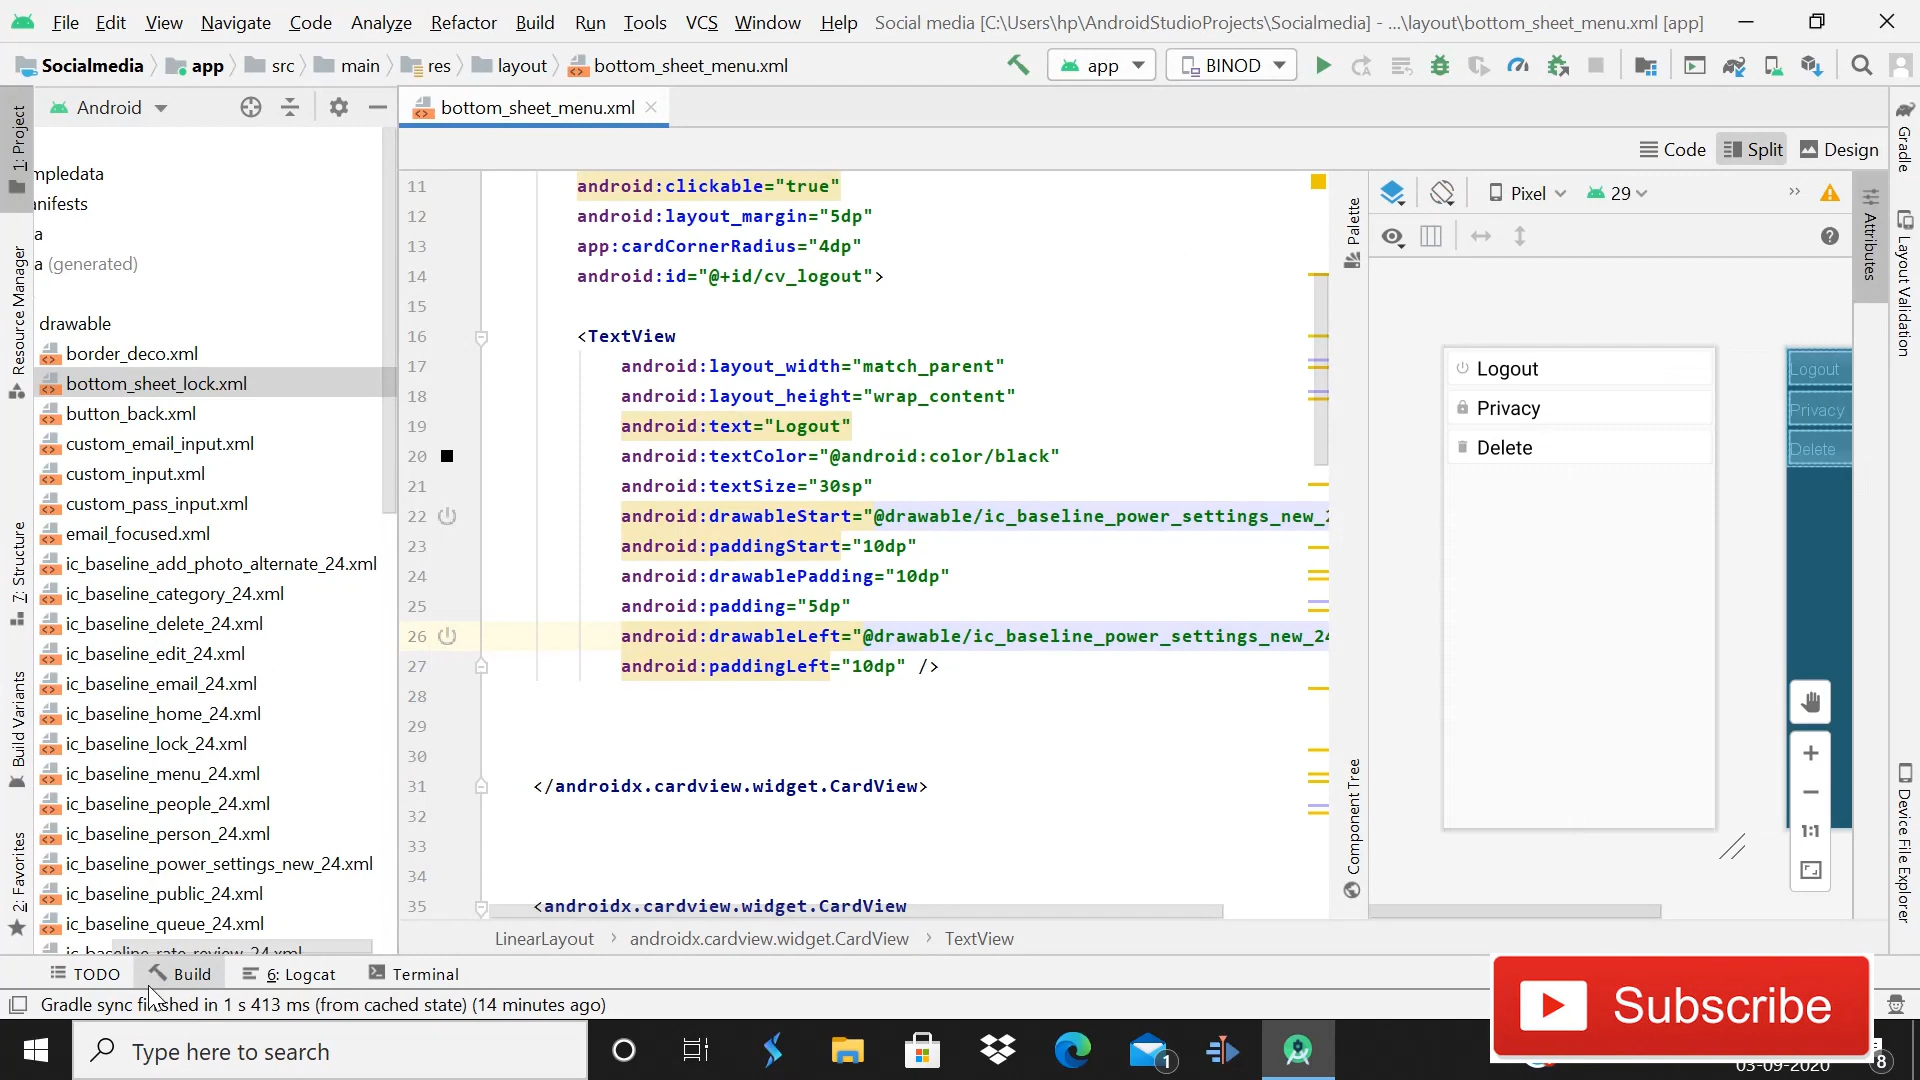 File Edit View Navigate Code Analyze Refactor Build Run Tools VCS Window Help Social media [C:\Users\hp\AndroidStudioProjects\Socialmedia] - ...\layout\bottom_sheet_menu.xml [app]
Socialmedia app src main res layout bottom_sheet_menu.xml app BINOD
Android
bottom_sheet_menu.xml
Code Split Design
1: Project
Resource Manager
7: Structure
Build Variants
2: Favorites
mpledata
anifests
a
a (generated)
drawable
border_deco.xml
bottom_sheet_lock.xml
button_back.xml
custom_email_input.xml
custom_input.xml
custom_pass_input.xml
email_focused.xml
ic_baseline_add_photo_alternate_24.xml
ic_baseline_category_24.xml
ic_baseline_delete_24.xml
ic_baseline_edit_24.xml
ic_baseline_email_24.xml
ic_baseline_home_24.xml
ic_baseline_lock_24.xml
ic_baseline_menu_24.xml
ic_baseline_people_24.xml
ic_baseline_person_24.xml
ic_baseline_power_settings_new_24.xml
ic_baseline_public_24.xml
ic_baseline_queue_24.xml
ic_baseline_rate_review_24.xml
11 android:clickable="true"
12 android:layout_margin="5dp"
13 app:cardCornerRadius="4dp"
14 android:id="@+id/cv_logout">
15
16 <TextView
17 android:layout_width="match_parent"
18 android:layout_height="wrap_content"
19 android:text="Logout"
20 android:textColor="@android:color/black"
21 android:textSize="30sp"
22 android:drawableStart="@drawable/ic_baseline_power_settings_new_2
23 android:paddingStart="10dp"
24 android:drawablePadding="10dp"
25 android:padding="5dp"
26 android:drawableLeft="@drawable/ic_baseline_power_settings_new_24
27 android:paddingLeft="10dp" />
28
29
30
31 </androidx.cardview.widget.CardView>
32
33
34
35 <androidx.cardview.widget.CardView
LinearLayout androidx.cardview.widget.CardView TextView
Palette
Component Tree
Pixel 29
Logout
Privacy
Delete
Logout
Privacy
Delete
1:1
Attributes
Gradle
Layout Validation
Device File Explorer
TODO Build 6: Logcat Terminal
Gradle sync finished in 1 s 413 ms (from cached state) (14 minutes ago)
Subscribe
Type here to search
1
03-09-2020
8